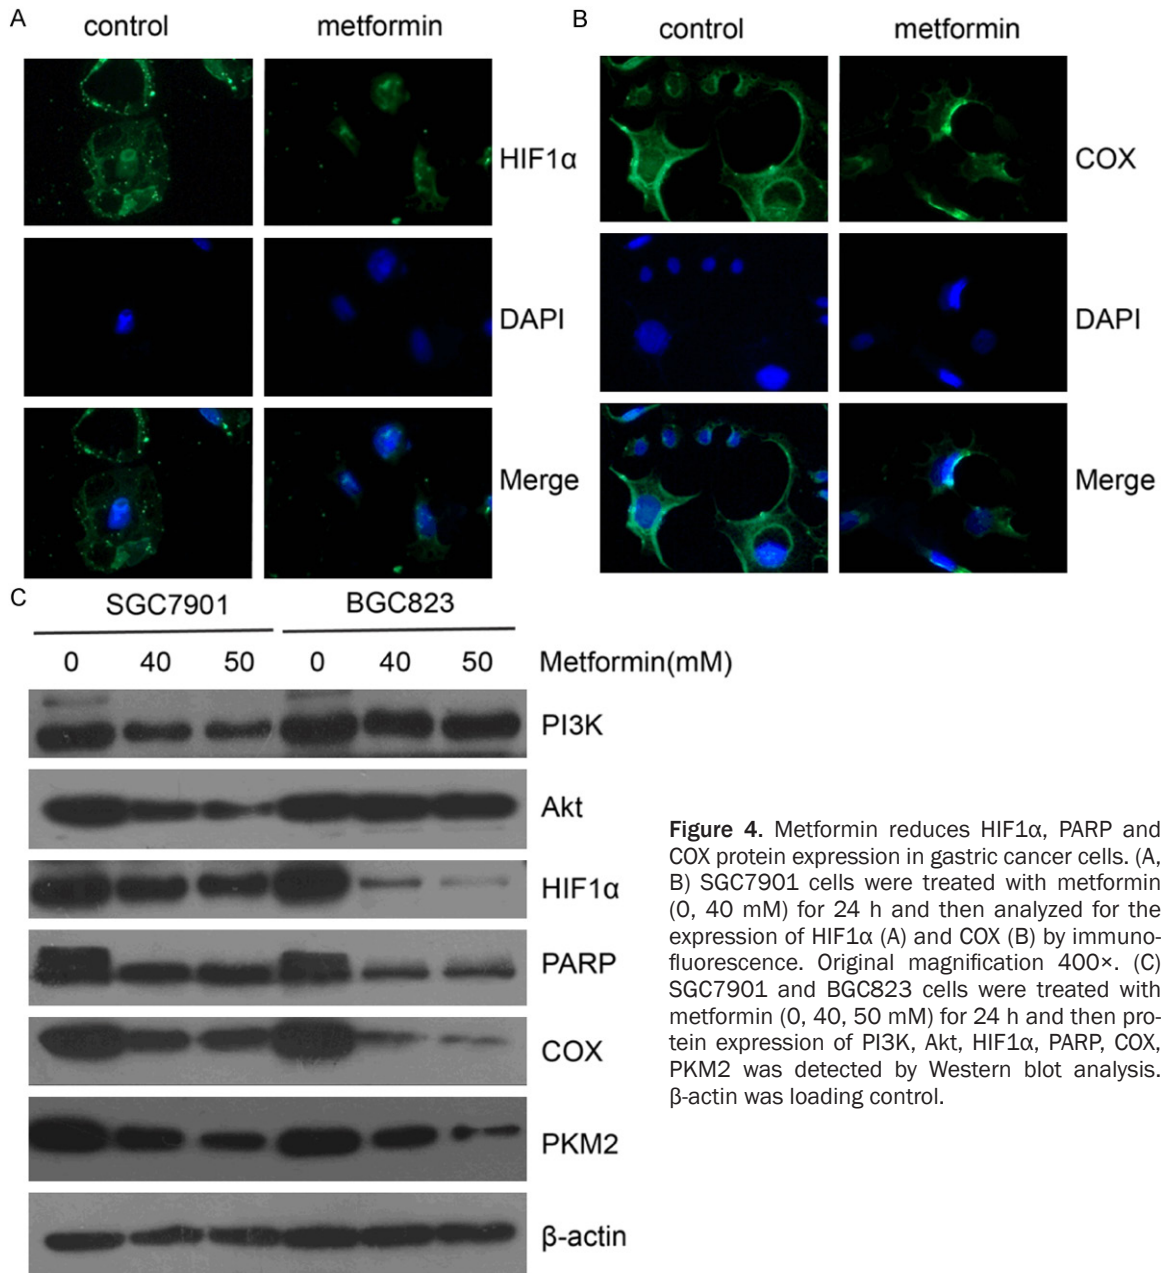 A
control metformin
HIF1α
DAPI
Merge
B
control metformin
COX
DAPI
Merge
C
SGC7901 BGC823
0 40 50 0 40 50 Metformin(mM)
PI3K
Akt
HIF1α
PARP
COX
PKM2
β-actin
Figure 4. Metformin reduces HIF1α, PARP and
COX protein expression in gastric cancer cells. (A,
B) SGC7901 cells were treated with metformin
(0, 40 mM) for 24 h and then analyzed for the
expression of HIF1α (A) and COX (B) by immuno-
fluorescence. Original magnification 400×. (C)
SGC7901 and BGC823 cells were treated with
metformin (0, 40, 50 mM) for 24 h and then pro-
tein expression of PI3K, Akt, HIF1α, PARP, COX,
PKM2 was detected by Western blot analysis.
β-actin was loading control.